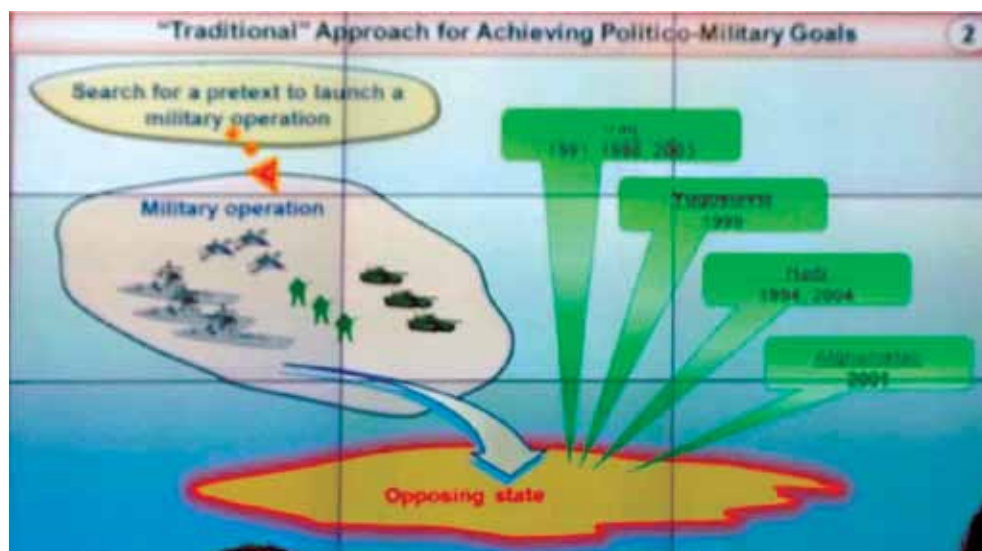 "Traditional" Approach for Achieving Politico-Military Goals
2
Search for a pretext to launch a
military operation
Military operation
1999
1994 2004
2001
Opposing state